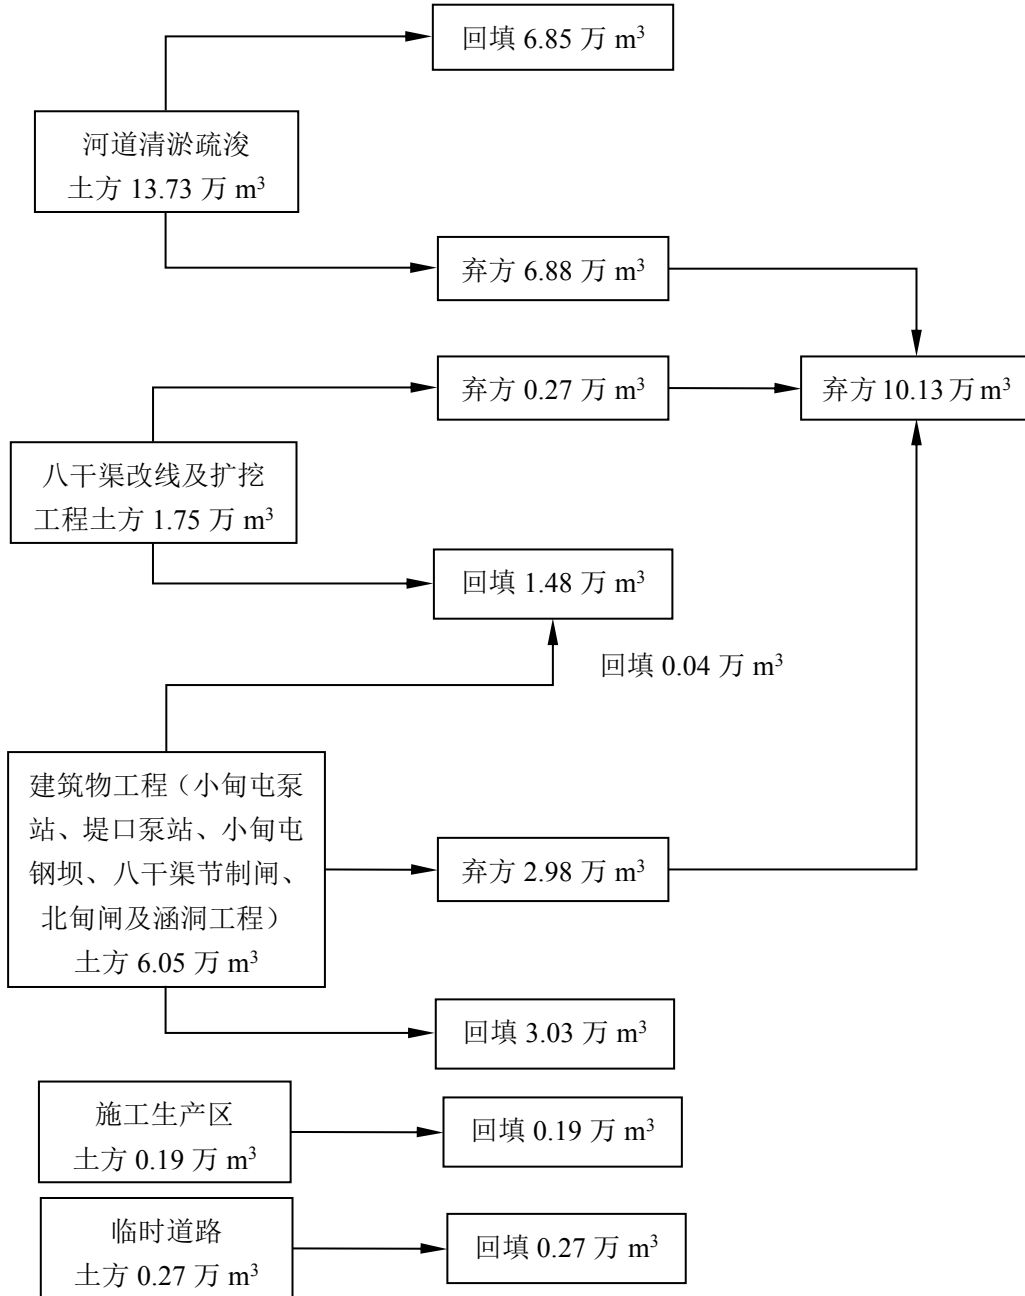 回填 6.85 万 m³
河道清淤疏浚
土方 13.73 万 m³
弃方 6.88 万 m³
弃方 0.27 万 m³
弃方 10.13 万 m³
八干渠改线及扩挖
工程土方 1.75 万 m³
回填 1.48 万 m³
回填 0.04 万 m³
建筑物工程（小甸屯泵
站、堤口泵站、小甸屯
钢坝、八干渠节制闸、
北甸闸及涵洞工程）
土方 6.05 万 m³
弃方 2.98 万 m³
回填 3.03 万 m³
施工生产区
土方 0.19 万 m³
回填 0.19 万 m³
临时道路
土方 0.27 万 m³
回填 0.27 万 m³